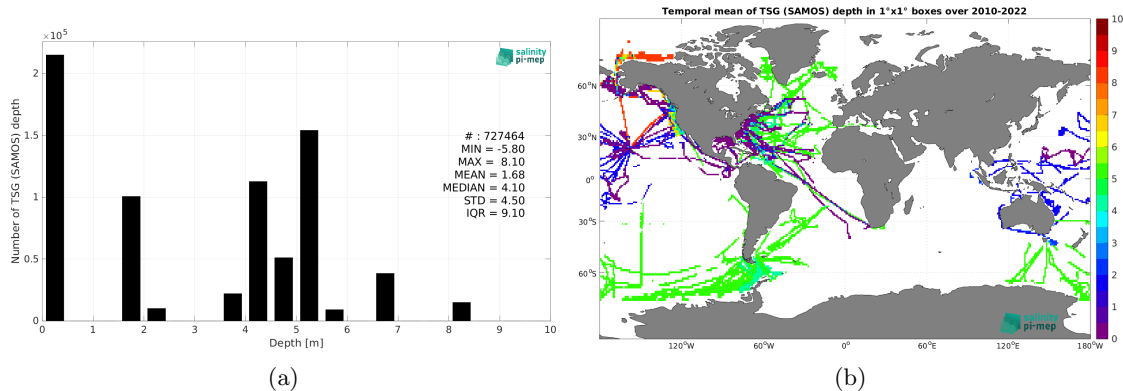 ×10⁵
2
1.5
1
0.5
0
0 1 2 3 4 5 6 7 8 9 10
Number of TSG (SAMOS) depth
Depth [m]
salinity
pi-mep
# : 727464
MIN = -5.80
MAX = 8.10
MEAN = 1.68
MEDIAN = 4.10
STD = 4.50
IQR = 9.10
(a)
Temporal mean of TSG (SAMOS) depth in 1°x1° boxes over 2010-2022
60°N
30°N
0°
30°S
60°S
120°W 60°W 0° 60°E 120°E 180°W
salinity
pi-mep
10
9
8
7
6
5
4
3
2
1
0
(b)